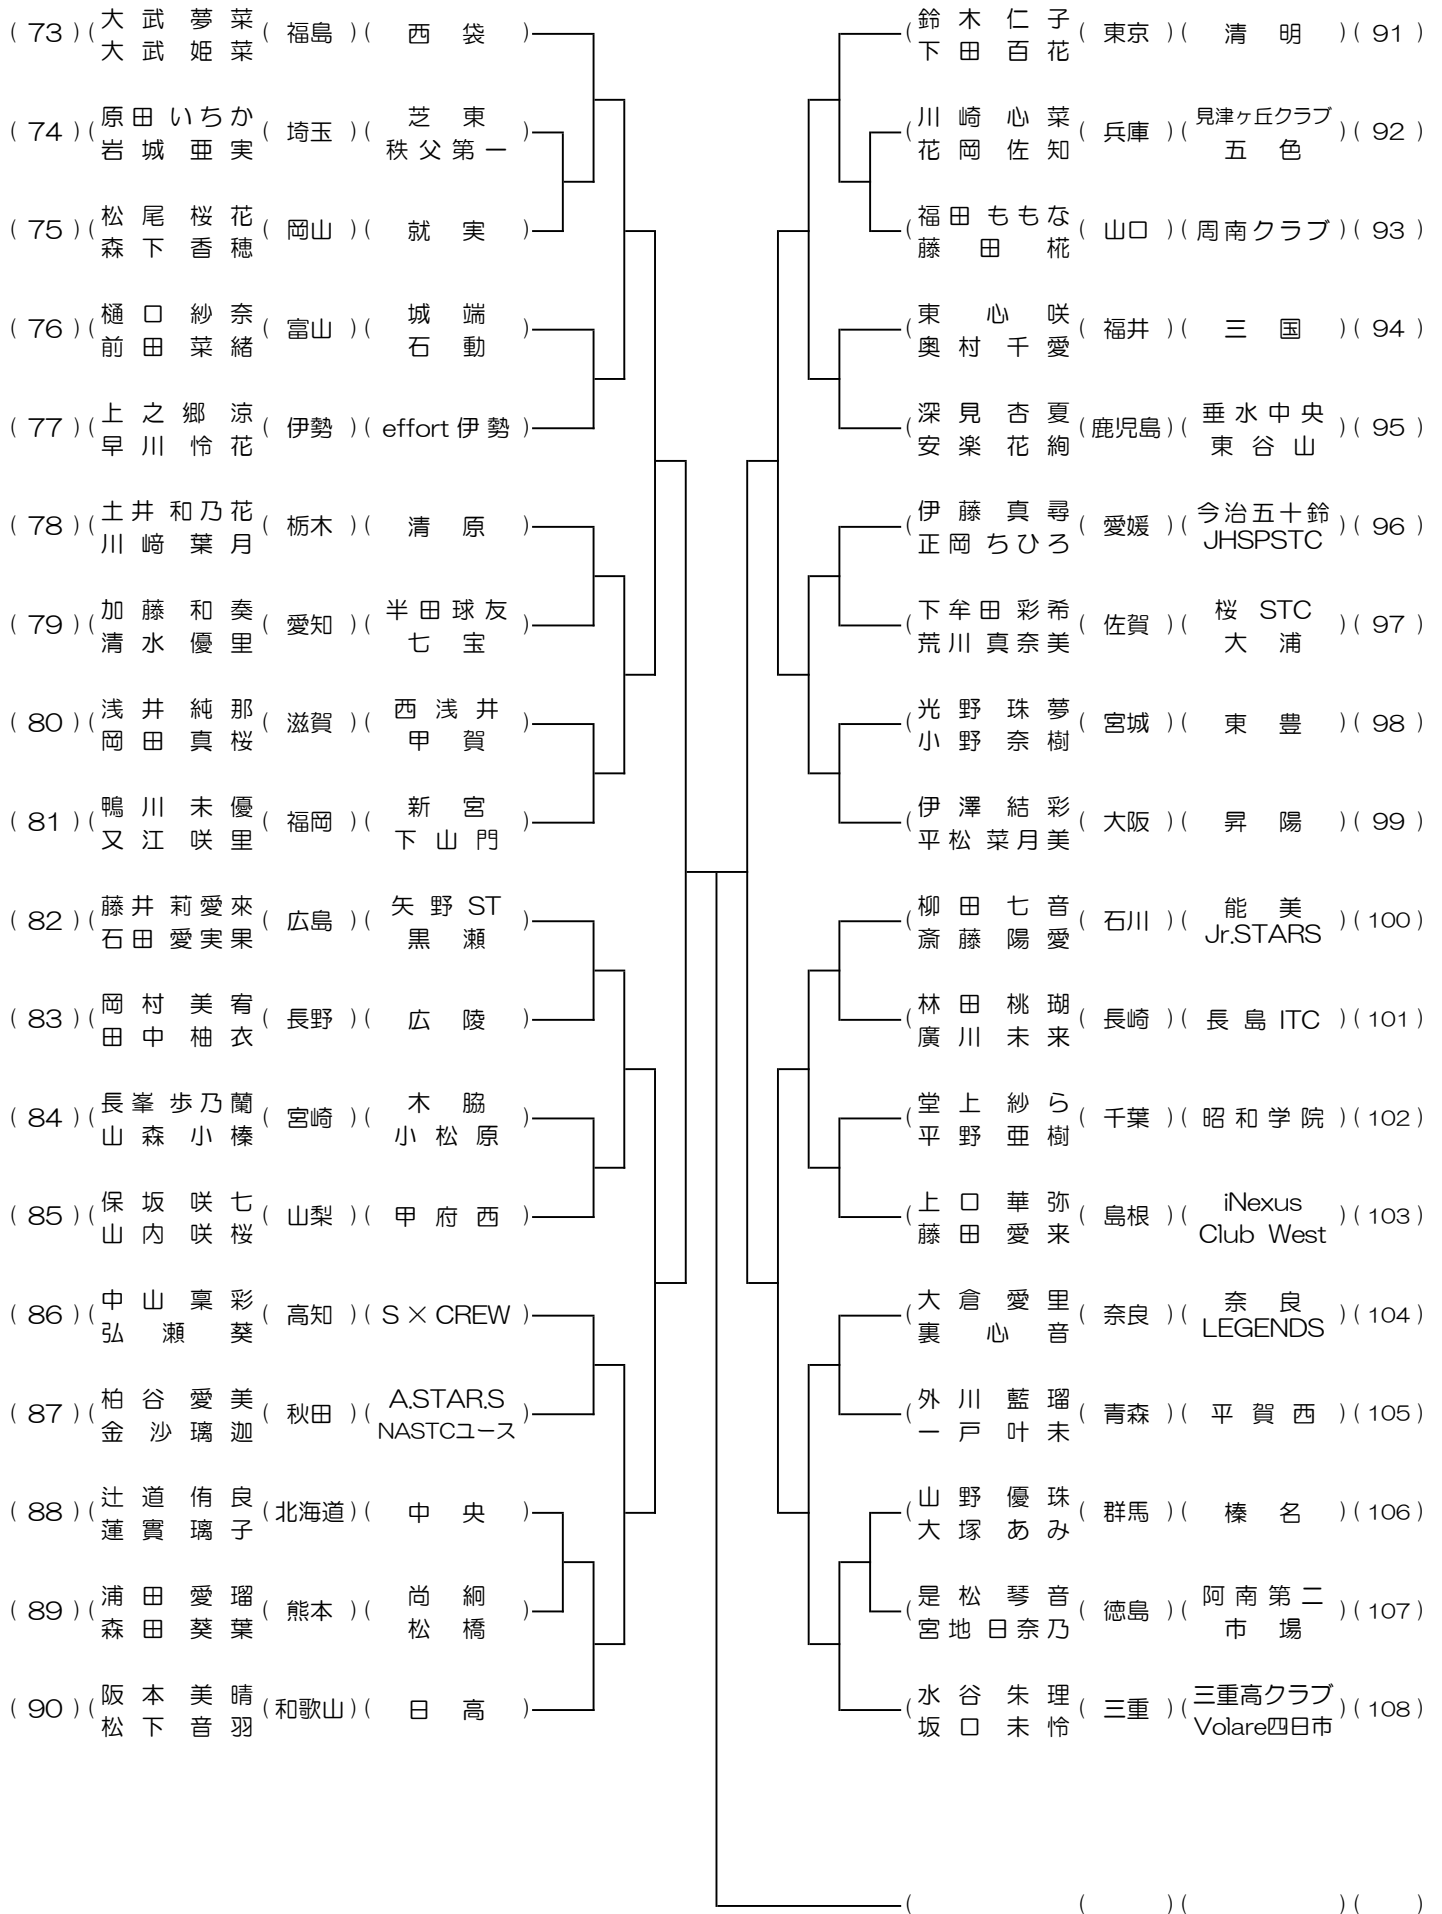 (73)(大武夢菜 (福島)( 西袋 )
大武姫菜
(74)(原田いちか (埼玉)( 芝東 )
岩城亜実 秩父第一
(75)(松尾桜花 (岡山)( 就実 )
森下香穂
(76)(樋口紗奈 (富山)( 城端 )
前田菜緒 石動
(77)(上之郷涼 (伊勢)( effort伊勢 )
早川怜花
(78)(土井和乃花 (栃木)( 清原 )
川﨑葉月
(79)(加藤和奏 (愛知)( 半田球友 )
清水優里 七宝
(80)(浅井純那 (滋賀)( 西浅井 )
岡田真桜 甲賀
(81)(鴨川未優 (福岡)( 新宮 )
又江咲里 下山門
(82)(藤井莉愛來 (広島)( 矢野ST )
石田愛実果 黒瀬
(83)(岡村美宥 (長野)( 広陵 )
田中柚衣
(84)(長峯歩乃蘭 (宮崎)( 木脇 )
山森小榛 小松原
(85)(保坂咲七 (山梨)( 甲府西 )
山内咲桜
(86)(中山稟彩 (高知)( S×CREW )
弘瀬葵
(87)(柏谷愛美 (秋田)( A.STAR.S )
金沙璃迦 NASTCユース
(88)(辻道侑良 (北海道)( 中央 )
蓮實璃子
(89)(浦田愛瑠 (熊本)( 尚絅 )
森田葵葉 松橋
(90)(阪本美晴 (和歌山)( 日高 )
松下音羽
(鈴木仁子 (東京)( 清明 )(91)
下田百花
(川崎心菜 (兵庫)( 見津ヶ丘クラブ )(92)
花岡佐知 五色
(福田ももな (山口)( 周南クラブ )(93)
藤田椛
(東心咲 (福井)( 三国 )(94)
奥村千愛
(深見杏夏 (鹿児島)( 垂水中央 )(95)
安楽花絢 東谷山
(伊藤真尋 (愛媛)( 今治五十鈴 )(96)
正岡ちひろ JHSPSTC
(下牟田彩希 (佐賀)( 桜 STC )(97)
荒川真奈美 大浦
(光野珠夢 (宮城)( 東豊 )(98)
小野奈樹
(伊澤結彩 (大阪)( 昇陽 )(99)
平松菜月美
(柳田七音 (石川)( 能美 )(100)
斎藤陽愛 Jr.STARS
(林田桃瑚 (長崎)( 長島ITC )(101)
廣川未来
(堂上紗ら (千葉)( 昭和学院 )(102)
平野亜樹
(上口華弥 (島根)( iNexus )(103)
藤田愛来 Club West
(大倉愛里 (奈良)( 奈良 )(104)
裏心音 LEGENDS
(外川藍瑠 (青森)( 平賀西 )(105)
一戸叶未
(山野優珠 (群馬)( 榛名 )(106)
大塚あみ
(是松琴音 (徳島)( 阿南第二 )(107)
宮地日奈乃 市場
(水谷朱理 (三重)( 三重高クラブ )(108)
坂口未怜 Volare四日市
( ( )( )( )